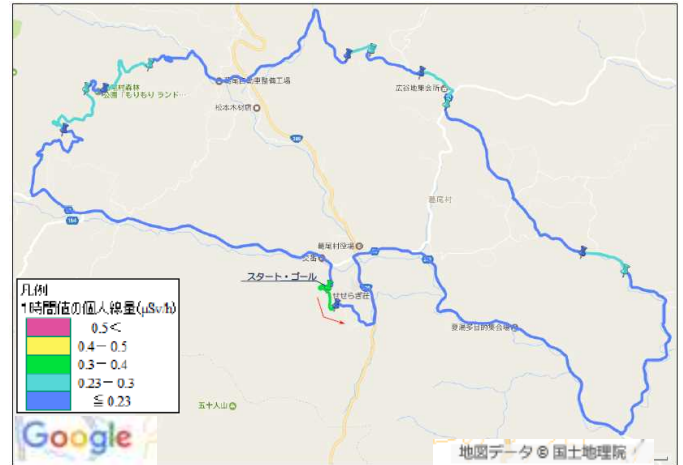 松本木材店
広谷地集会所
葛尾村
葛尾村役場
スタート・ゴール
せせらぎ荘
五十人山
凡例
1時間値の個人線量(μSv/h)
0.5<
0.4-0.5
0.3-0.4
0.23-0.3
≦0.23
Google
地図データ © 国土地理院